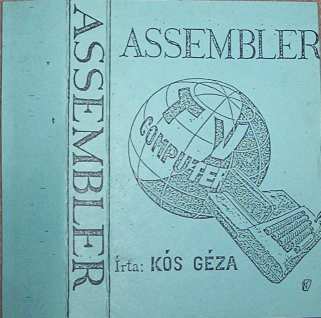 ASSEMBLER
ASSEMBLER
TV
COMPUTER
Írta: KÓS GÉZA